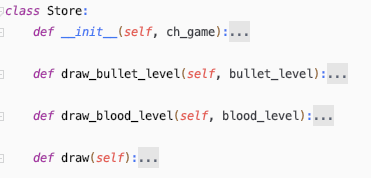 class Store:
def __init__(self, ch_game):...
def draw_bullet_level(self, bullet_level):...
def draw_blood_level(self, blood_level):...
def draw(self):...